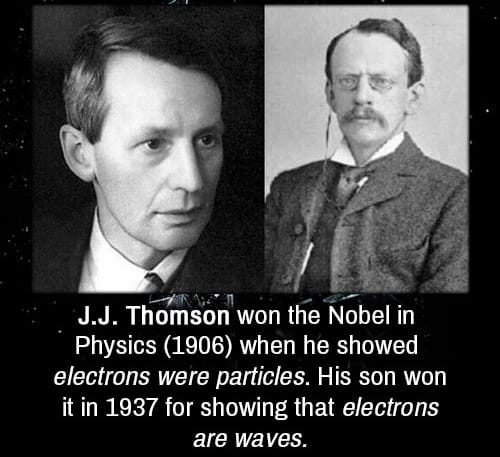 J.J. Thomson won the Nobel in
Physics (1906) when he showed
electrons were particles. His son won
it in 1937 for showing that electrons
are waves.